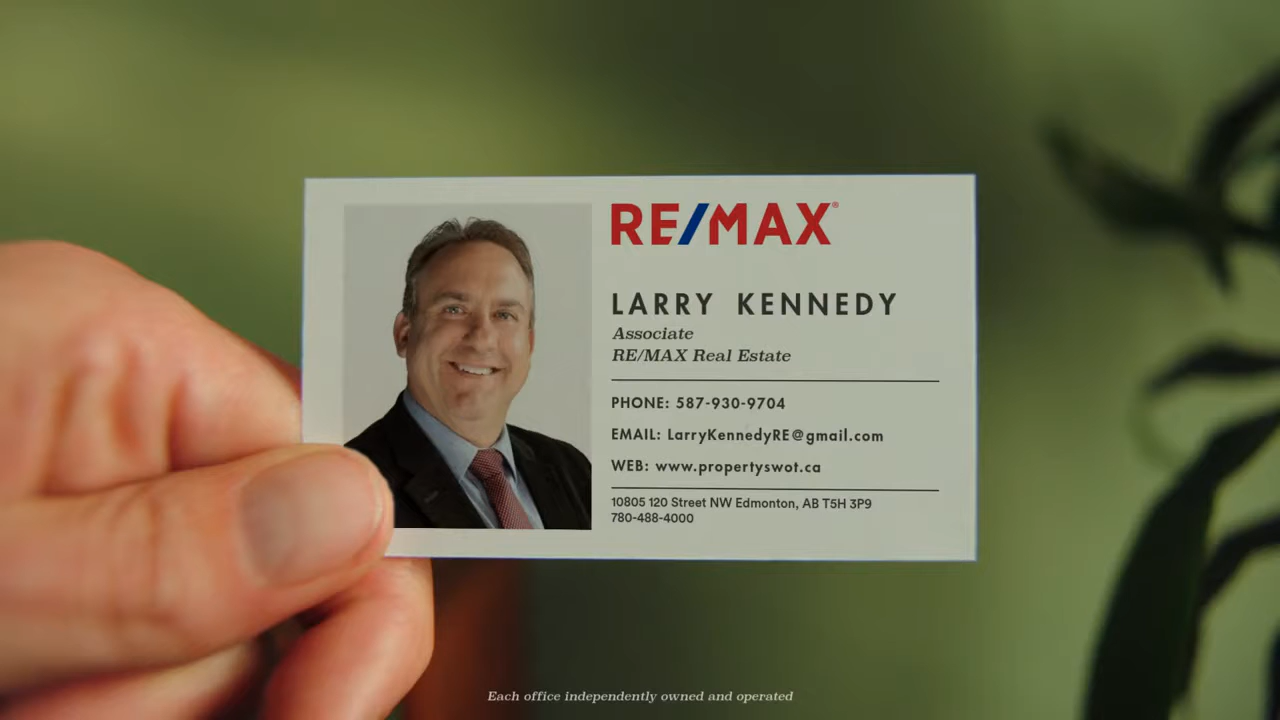 RE/MAX®
LARRY KENNEDY
Associate
RE/MAX Real Estate
PHONE: 587-930-9704
EMAIL: LarryKennedyRE@gmail.com
WEB: www.propertyswot.ca
10805 120 Street NW Edmonton, AB T5H 3P9
780-488-4000
Each office independently owned and operated